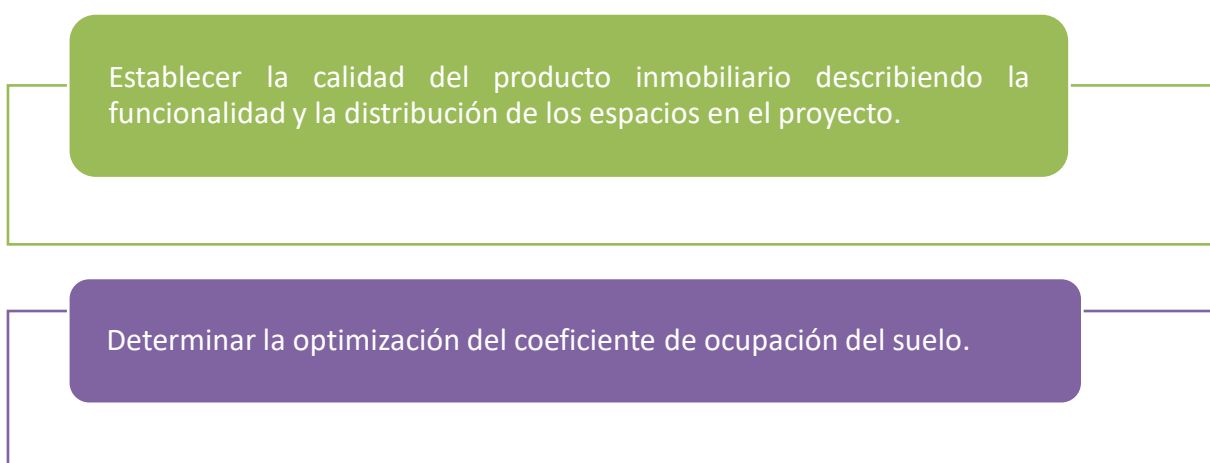 Establecer la calidad del producto inmobiliario describiendo la
funcionalidad y la distribución de los espacios en el proyecto.
Determinar la optimización del coeficiente de ocupación del suelo.